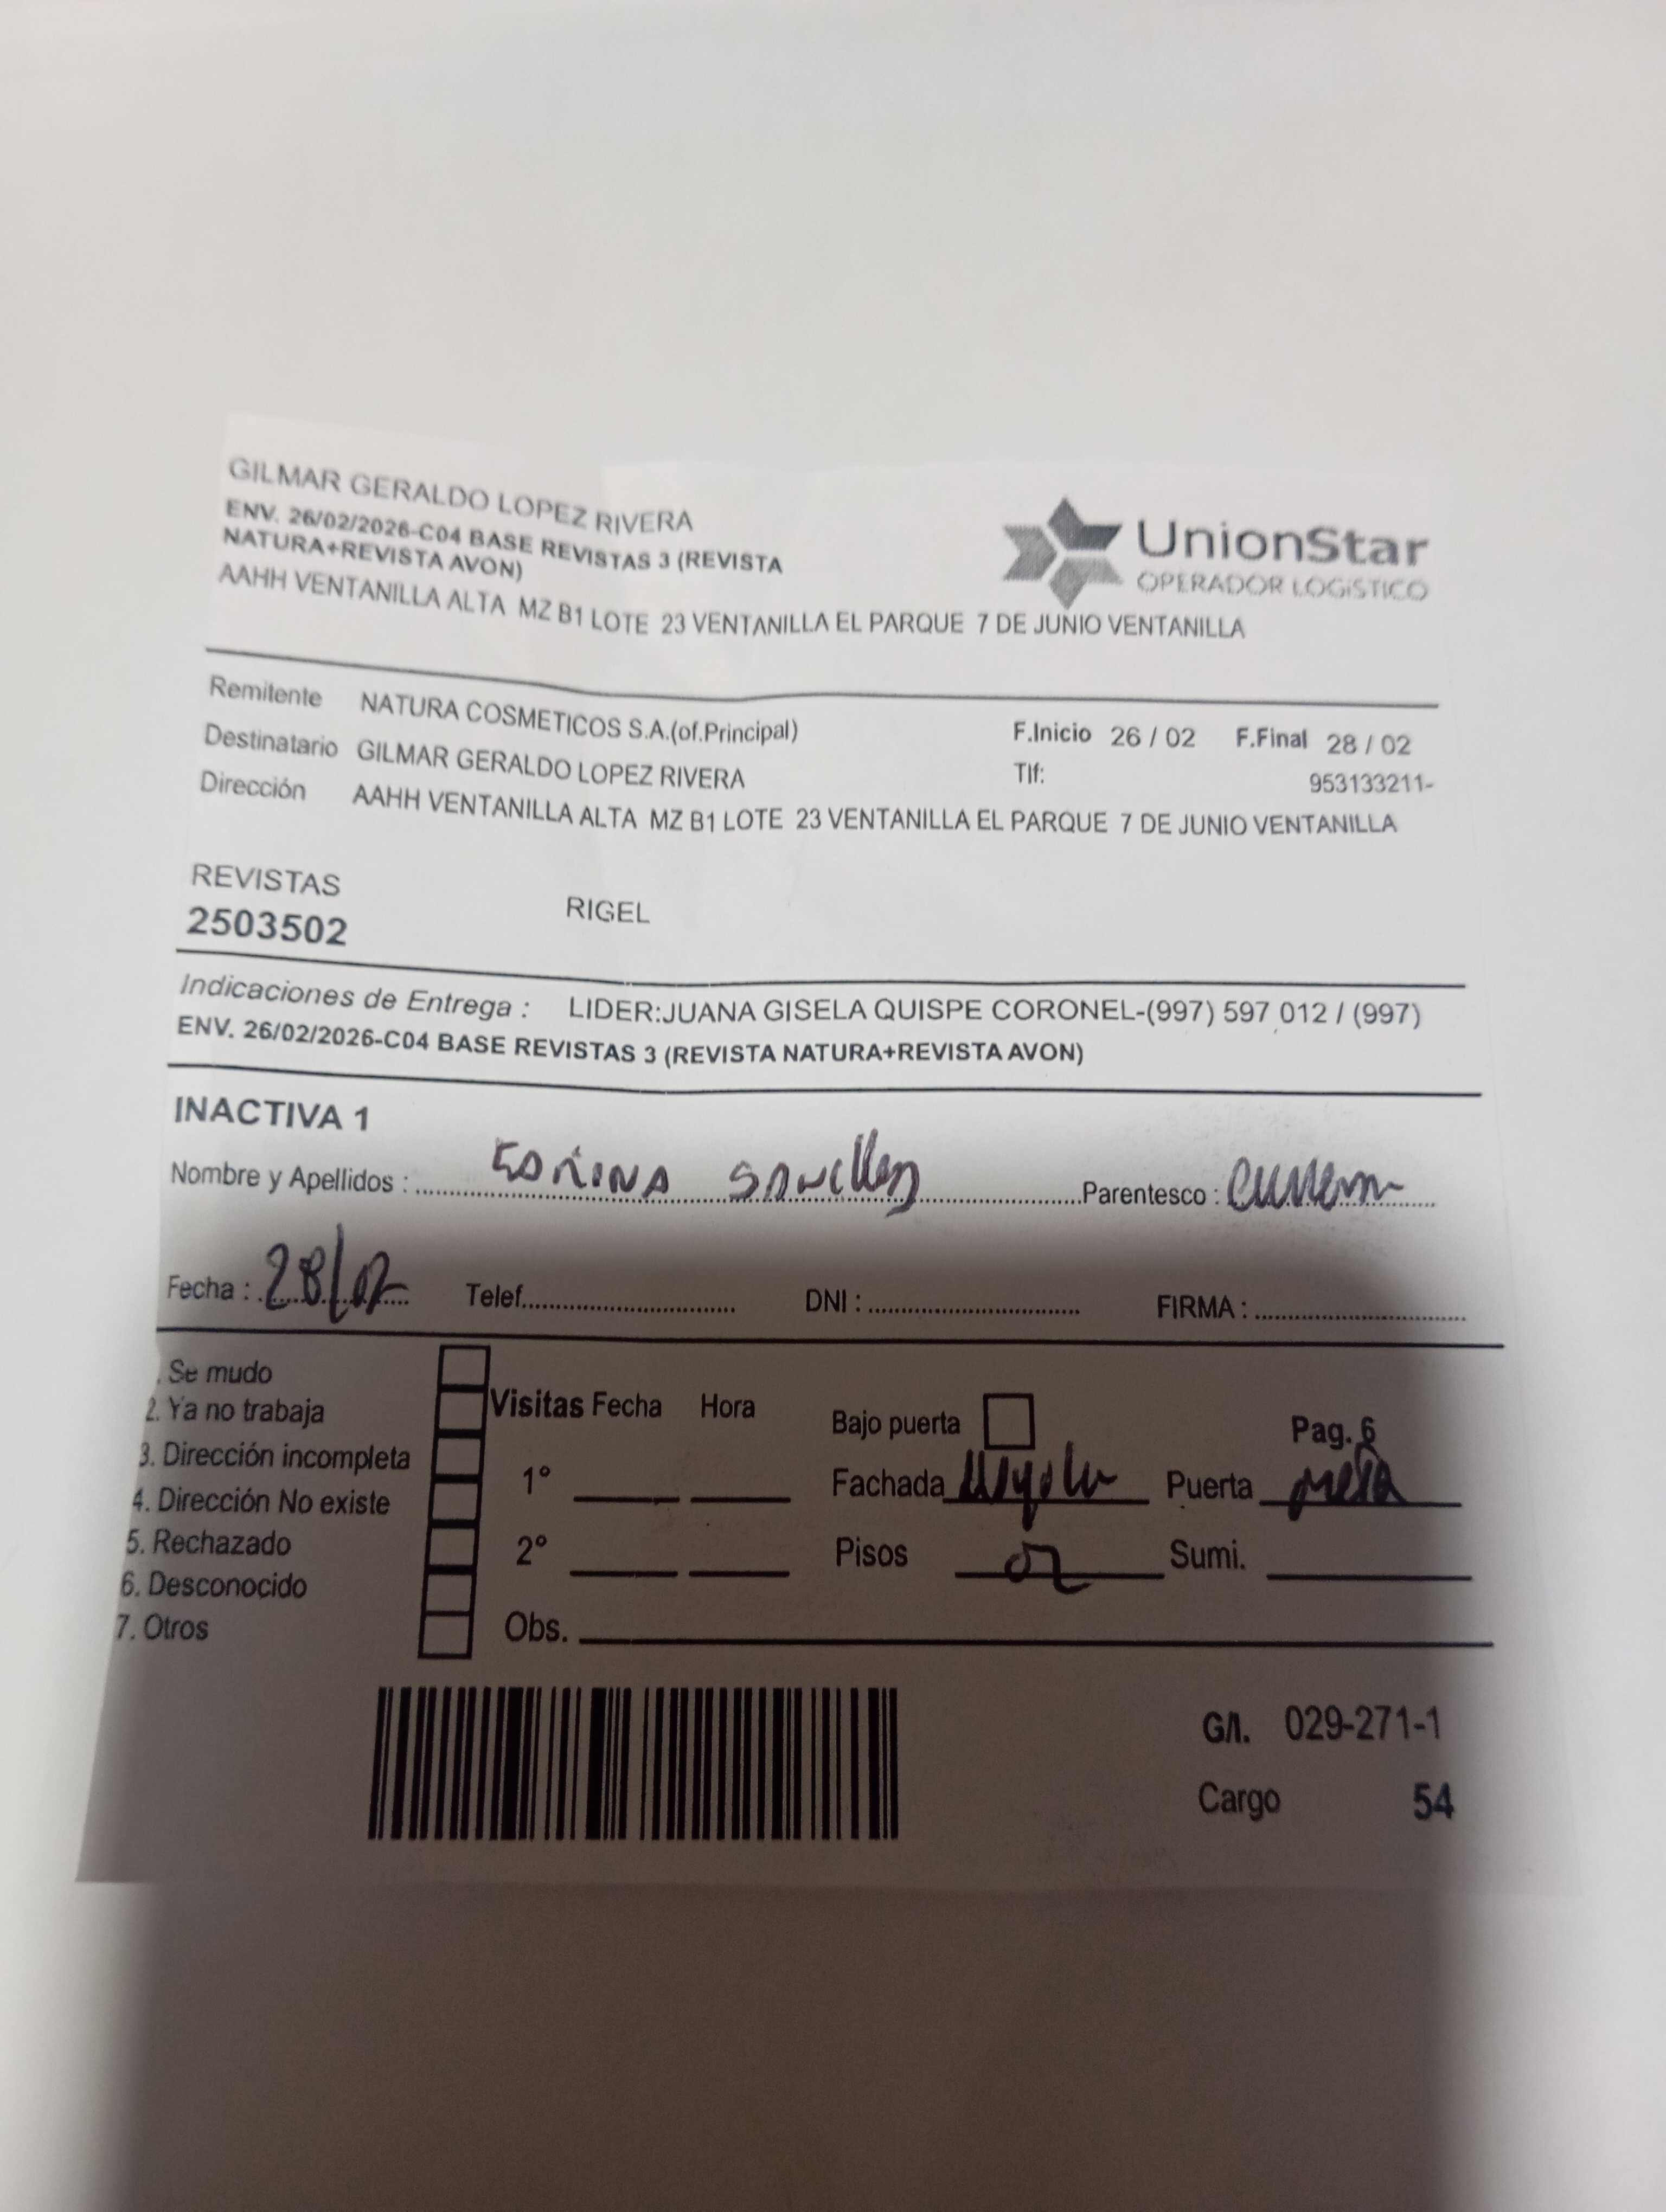 GILMAR GERALDO LOPEZ RIVERA
ENV. 26/02/2026-C04 BASE REVISTAS 3 (REVISTA
NATURA+REVISTA AVON)
AAHH VENTANILLA ALTA MZ B1 LOTE 23 VENTANILLA EL PARQUE 7 DE JUNIO VENTANILLA
UnionStar
OPERADOR LOGÍSTICO
Remitente NATURA COSMETICOS S.A.(of.Principal) F.Inicio 26 / 02 F.Final 28 / 02
Destinatario GILMAR GERALDO LOPEZ RIVERA Tlf: 953133211-
Dirección AAHH VENTANILLA ALTA MZ B1 LOTE 23 VENTANILLA EL PARQUE 7 DE JUNIO VENTANILLA
REVISTAS RIGEL
2503502
Indicaciones de Entrega : LIDER:JUANA GISELA QUISPE CORONEL-(997) 597 012 / (997)
ENV. 26/02/2026-C04 BASE REVISTAS 3 (REVISTA NATURA+REVISTA AVON)
INACTIVA 1
Nombre y Apellidos : Parentesco :
Fecha : 28/02 Telef. DNI : FIRMA :
. Se mudo
2. Ya no trabaja
3. Dirección incompleta
4. Dirección No existe
5. Rechazado
6. Desconocido
7. Otros
Visitas Fecha Hora
1°
2°
Obs.
Bajo puerta Pag. 6
Fachada Puerta
Pisos 02 Sumi.
G/I. 029-271-1
Cargo 54